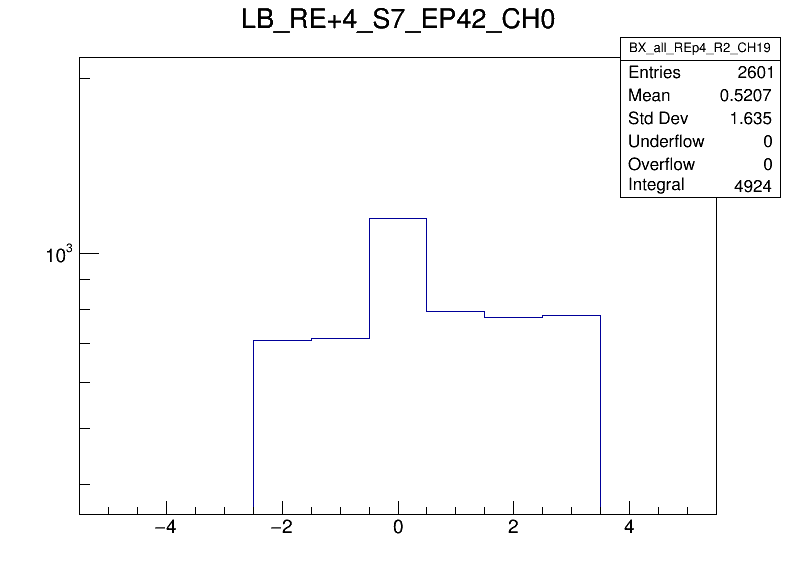 LB_RE+4_S7_EP42_CH0
BX_all_REp4_R2_CH19
Entries 2601
Mean 0.5207
Std Dev 1.635
Underflow 0
Overflow 0
Integral 4924
10³
−4 −2 0 2 4